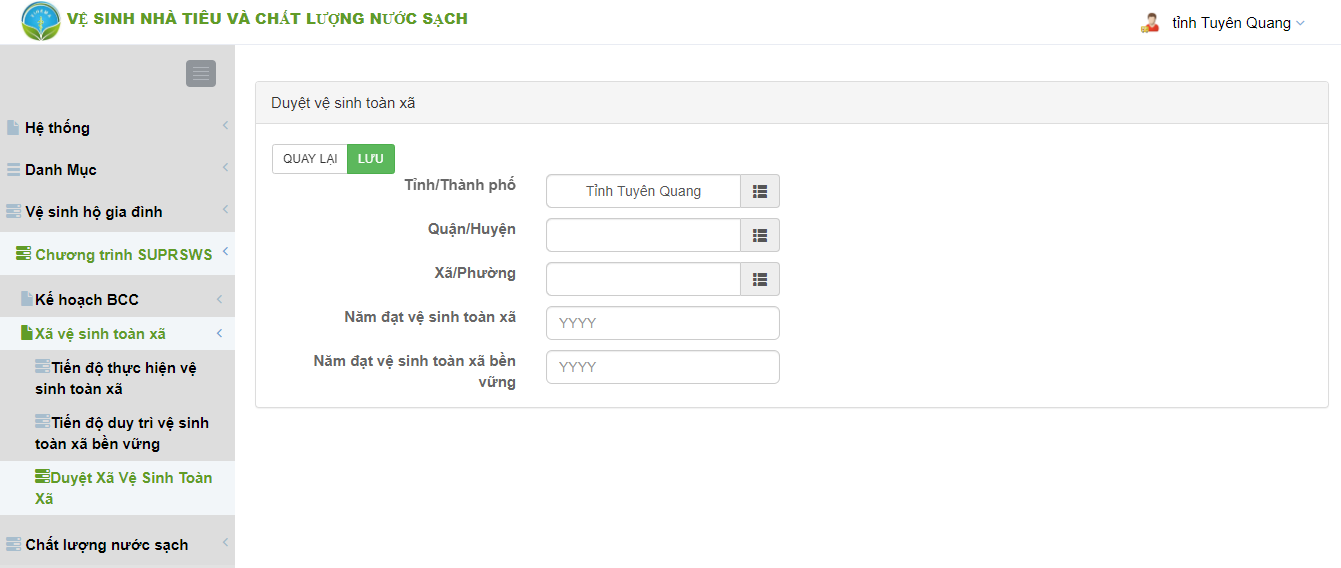 VỆ SINH NHÀ TIÊU VÀ CHẤT LƯỢNG NƯỚC SẠCH
tỉnh Tuyên Quang
Hệ thống
Danh Mục
Vệ sinh hộ gia đình
Chương trình SUPRSWS
Kế hoạch BCC
Xã vệ sinh toàn xã
Tiến độ thực hiện vệ
sinh toàn xã
Tiến độ duy trì vệ sinh
toàn xã bền vững
Duyệt Xã Vệ Sinh Toàn
Xã
Chất lượng nước sạch
Duyệt vệ sinh toàn xã
QUAY LẠI LƯU
Tỉnh/Thành phố Tỉnh Tuyên Quang
Quận/Huyện
Xã/Phường
Năm đạt vệ sinh toàn xã YYYY
Năm đạt vệ sinh toàn xã bền YYYY
vững